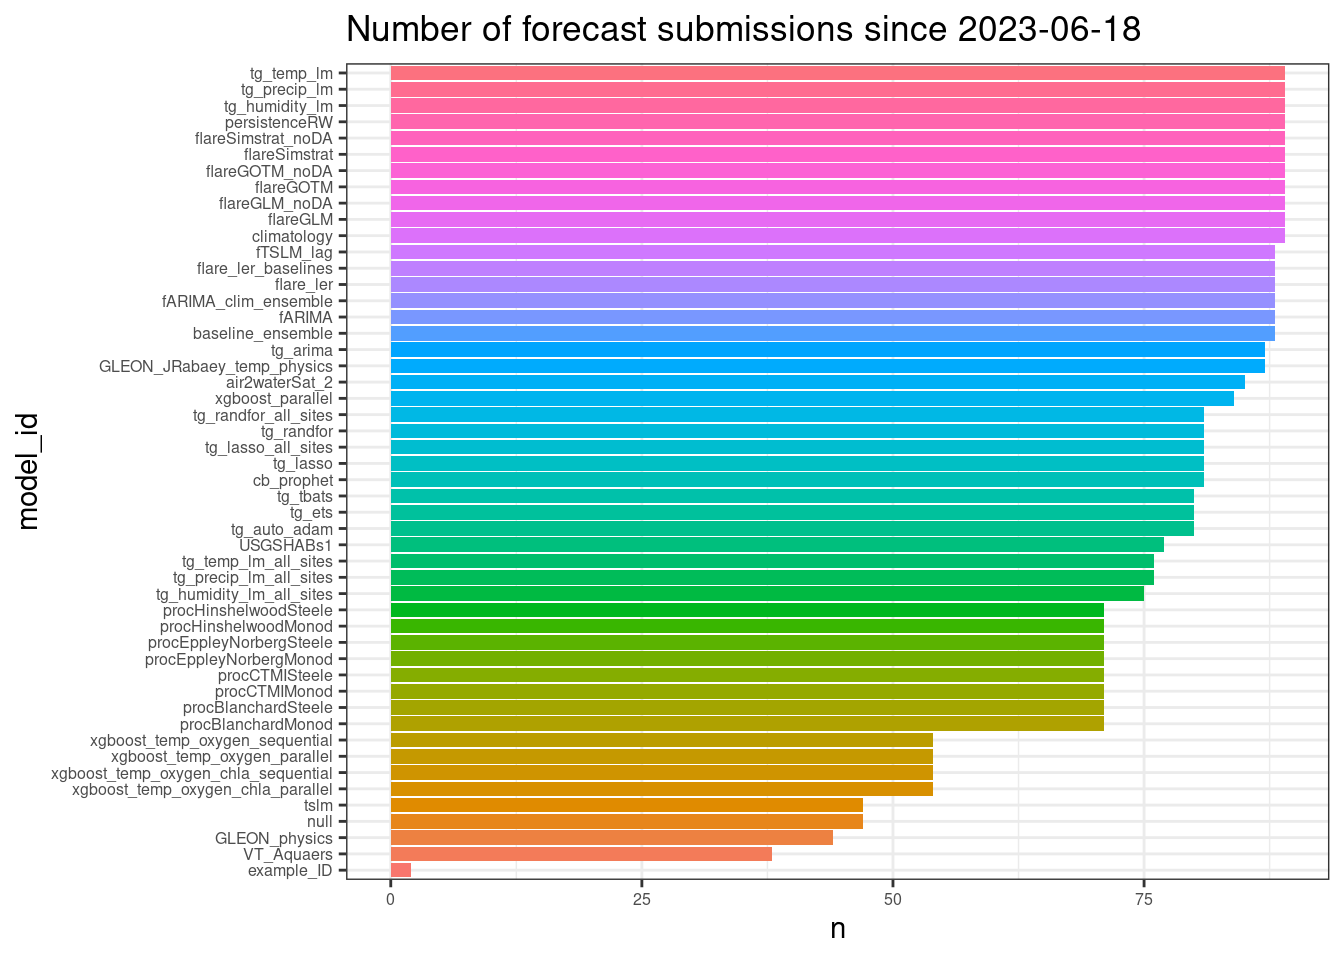 Number of forecast submissions since 2023-06-18
tg_temp_lm
tg_precip_lm
tg_humidity_lm
persistenceRW
flareSimstrat_noDA
flareSimstrat
flareGOTM_noDA
flareGOTM
flareGLM_noDA
flareGLM
climatology
fTSLM_lag
flare_ler_baselines
flare_ler
fARIMA_clim_ensemble
fARIMA
baseline_ensemble
tg_arima
GLEON_JRabaey_temp_physics
air2waterSat_2
xgboost_parallel
tg_randfor_all_sites
tg_randfor
tg_lasso_all_sites
tg_lasso
cb_prophet
tg_tbats
tg_ets
tg_auto_adam
USGSHABs1
tg_temp_lm_all_sites
tg_precip_lm_all_sites
tg_humidity_lm_all_sites
procHinshelwoodSteele
procHinshelwoodMonod
procEppleyNorbergSteele
procEppleyNorbergMonod
procCTMISteele
procCTMIMonod
procBlanchardSteele
procBlanchardMonod
xgboost_temp_oxygen_sequential
xgboost_temp_oxygen_parallel
xgboost_temp_oxygen_chla_sequential
xgboost_temp_oxygen_chla_parallel
tslm
null
GLEON_physics
VT_Aquaers
example_ID
model_id
0 25 50 75
n